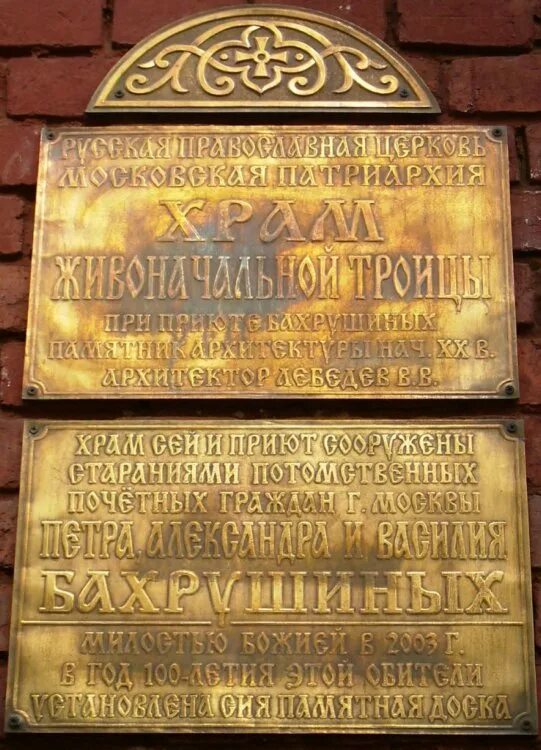 РУССКАЯ ПРАВОСЛАВНАЯ ЦЕРКОВЬ
МОСКОВСКАЯ ПАТРИАРХИЯ
ХРАМ
ЖИВОНАЧАЛЬНОЙ ТРОИЦЫ
ПРИ ПРИЮТЕ БАХРУШИНЫХ
ПАМЯТНИК АРХИТЕКТУРЫ НАЧ. XX В.
АРХИТЕКТОР ЛЕБЕДЕВ В.В.
ХРАМ СЕЙ И ПРИЮТ СООРУЖЕНЫ
СТАРАНИЯМИ ПОТОМСТВЕННЫХ
ПОЧЁТНЫХ ГРАЖДАН Г. МОСКВЫ
ПЕТРА, АЛЕКСАНДРА И ВАСИЛИЯ
БАХРУШИНЫХ
МИЛОСТЬЮ БОЖИЕЙ В 2003 Г.
В ГОД 100-ЛЕТИЯ ЭТОЙ ОБИТЕЛИ
УСТАНОВЛЕНА СИЯ ПАМЯТНАЯ ДОСКА